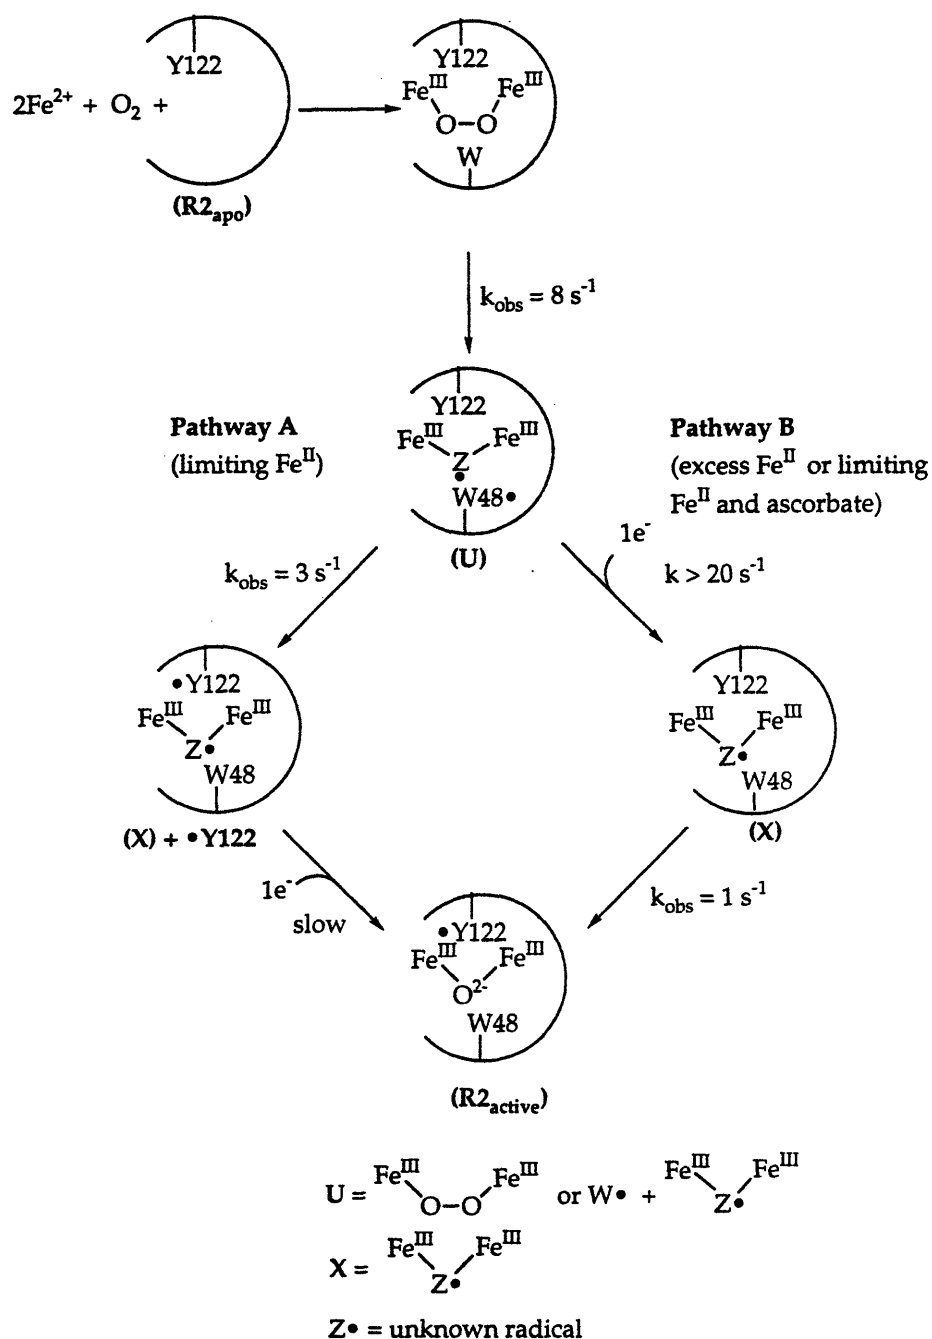 Y122
2Fe2+ + O2 +
(R2apo)
Y122
FeIII FeIII
O–O
W
kobs = 8 s-1
Y122
FeIII FeIII
Z•
W48•
(U)
Pathway A
(limiting FeII)
Pathway B
(excess FeII or limiting
FeII and ascorbate)
kobs = 3 s-1
1e-
k > 20 s-1
•Y122
FeIII FeIII
Z•
W48
(X) + •Y122
Y122
FeIII FeIII
Z•
W48
(X)
1e-
slow
kobs = 1 s-1
•Y122
FeIII FeIII
O2-
W48
(R2active)
U = FeIII O–O FeIII or W• + FeIII Z• FeIII
X = FeIII Z• FeIII
Z• = unknown radical